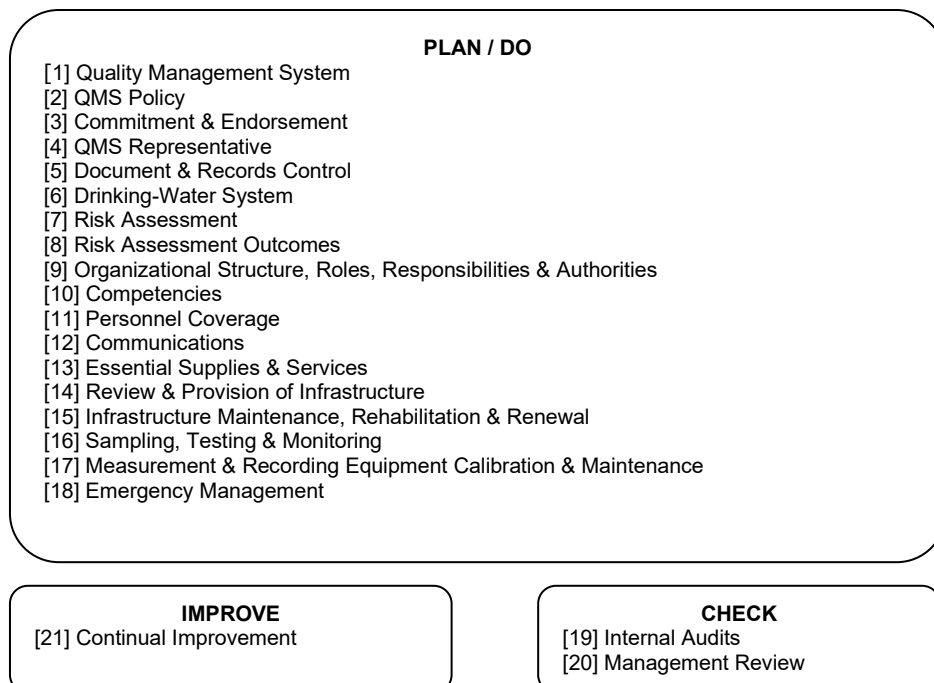 PLAN / DO
[1] Quality Management System
[2] QMS Policy
[3] Commitment & Endorsement
[4] QMS Representative
[5] Document & Records Control
[6] Drinking-Water System
[7] Risk Assessment
[8] Risk Assessment Outcomes
[9] Organizational Structure, Roles, Responsibilities & Authorities
[10] Competencies
[11] Personnel Coverage
[12] Communications
[13] Essential Supplies & Services
[14] Review & Provision of Infrastructure
[15] Infrastructure Maintenance, Rehabilitation & Renewal
[16] Sampling, Testing & Monitoring
[17] Measurement & Recording Equipment Calibration & Maintenance
[18] Emergency Management
IMPROVE
[21] Continual Improvement
CHECK
[19] Internal Audits
[20] Management Review